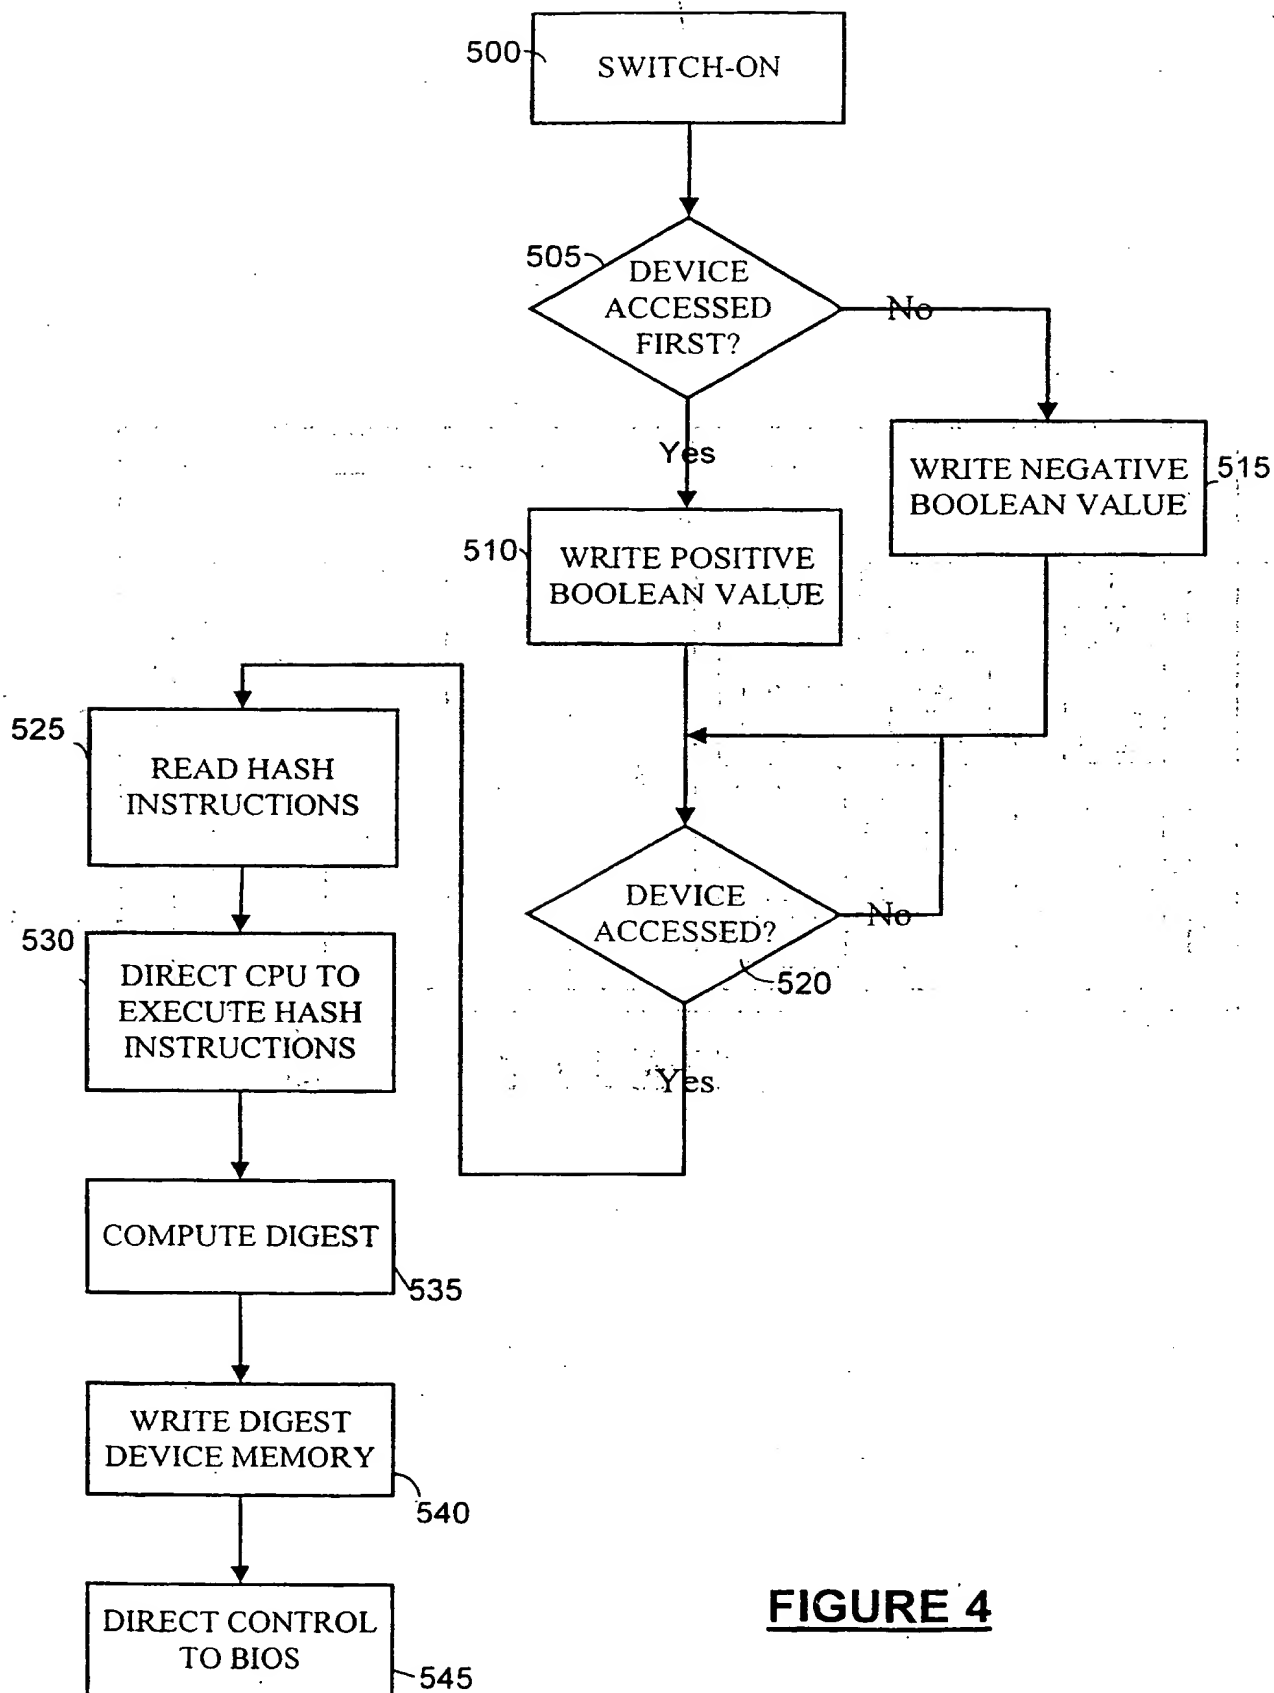 500
SWITCH-ON
505
DEVICE
ACCESSED
FIRST?
No
Yes
WRITE NEGATIVE
BOOLEAN VALUE
515
510
WRITE POSITIVE
BOOLEAN VALUE
525
READ HASH
INSTRUCTIONS
DEVICE
ACCESSED?
No
520
Yes
530
DIRECT CPU TO
EXECUTE HASH
INSTRUCTIONS
COMPUTE DIGEST
535
WRITE DIGEST
DEVICE MEMORY
540
DIRECT CONTROL
TO BIOS
545
FIGURE 4